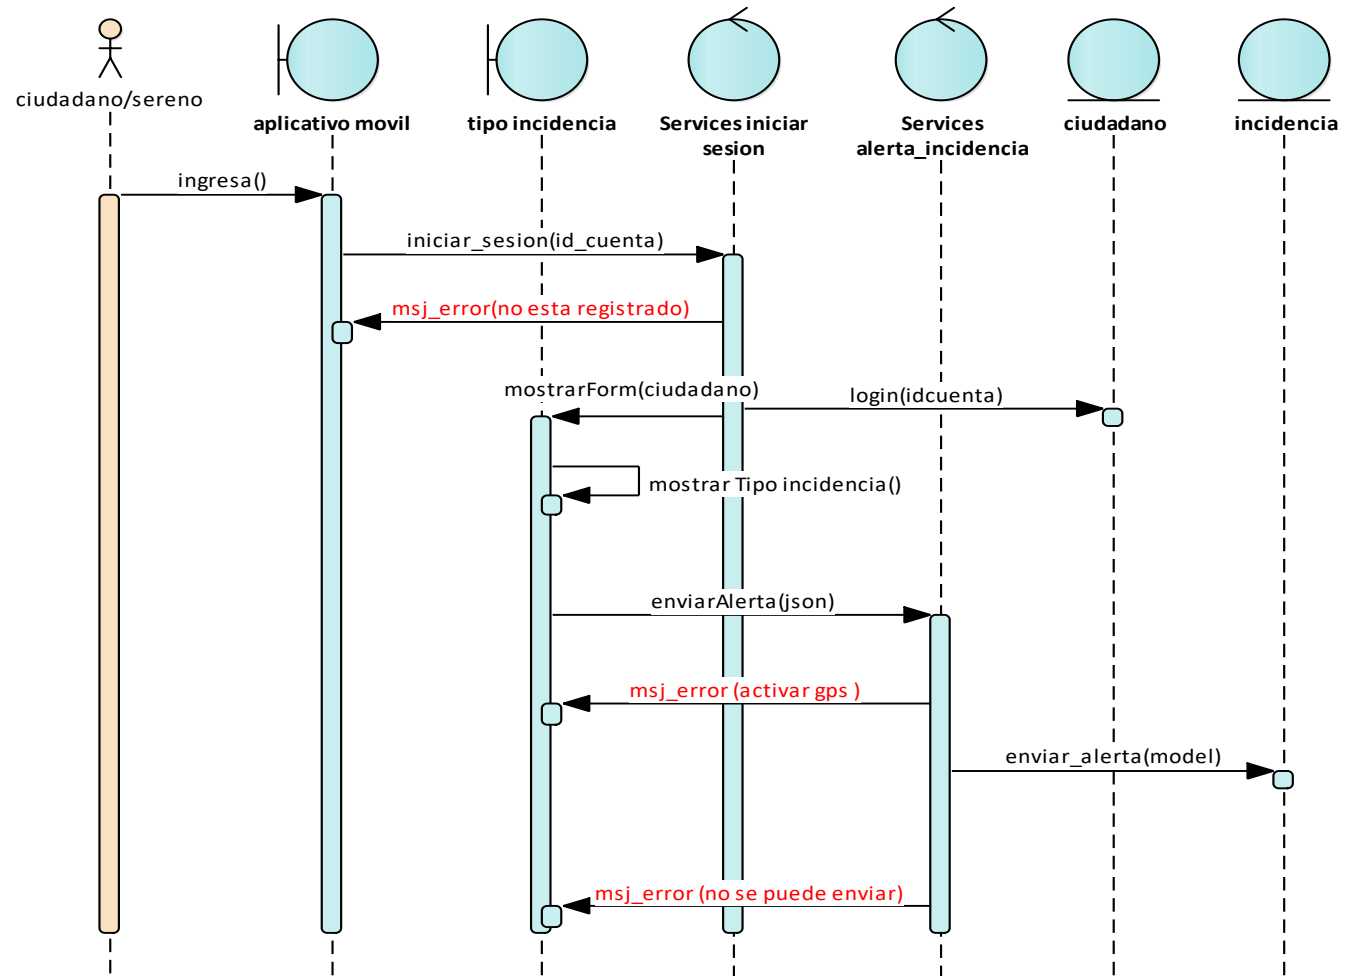 ciudadano/sereno
aplicativo movil
tipo incidencia
Services iniciar
sesion
Services
alerta_incidencia
ciudadano
incidencia
ingresa()
iniciar_sesion(id_cuenta)
msj_error(no esta registrado)
mostrarForm(ciudadano)
login(idcuenta)
mostrar Tipo incidencia()
enviarAlerta(json)
msj_error (activar gps )
enviar_alerta(model)
msj_error (no se puede enviar)